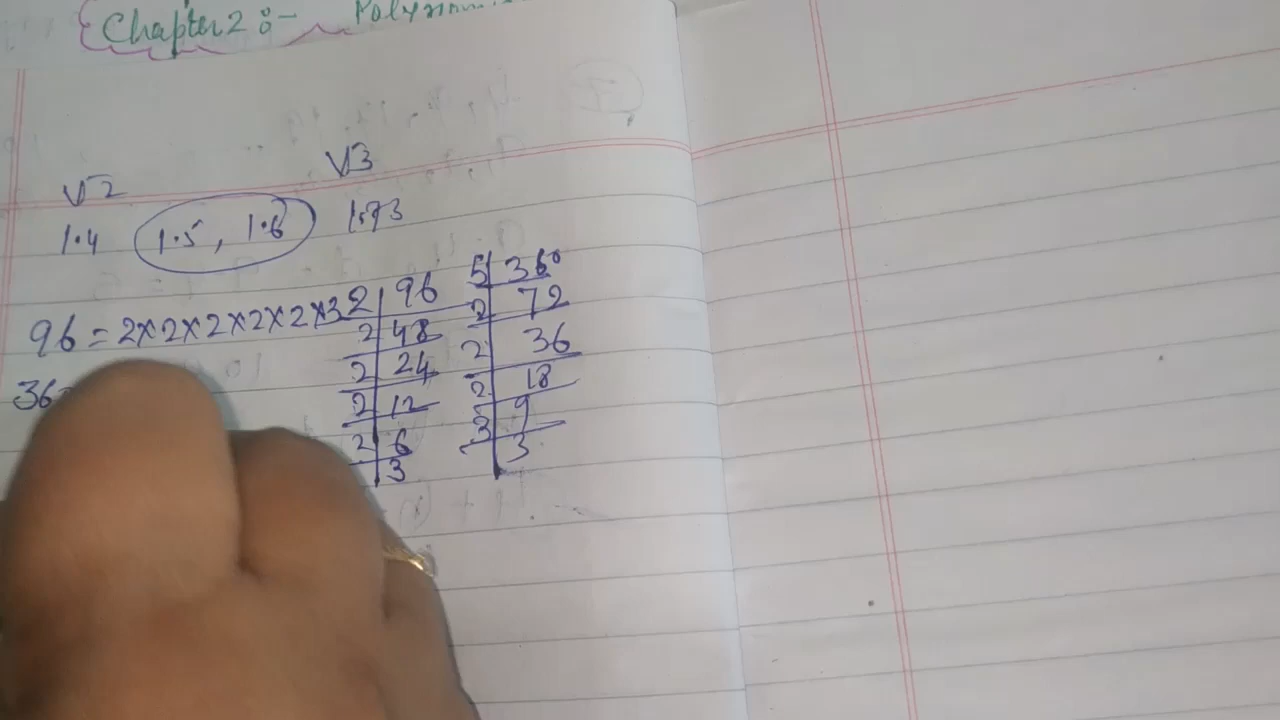 Chapter 2 :-
√2 √3
1.4 1.5, 1.6 1.73
96 = 2×2×2×2×2×3 2 96 5 360
2 48 2 72
2 24 2 36
36
2 12 2 18
2 6 3 9
3 3